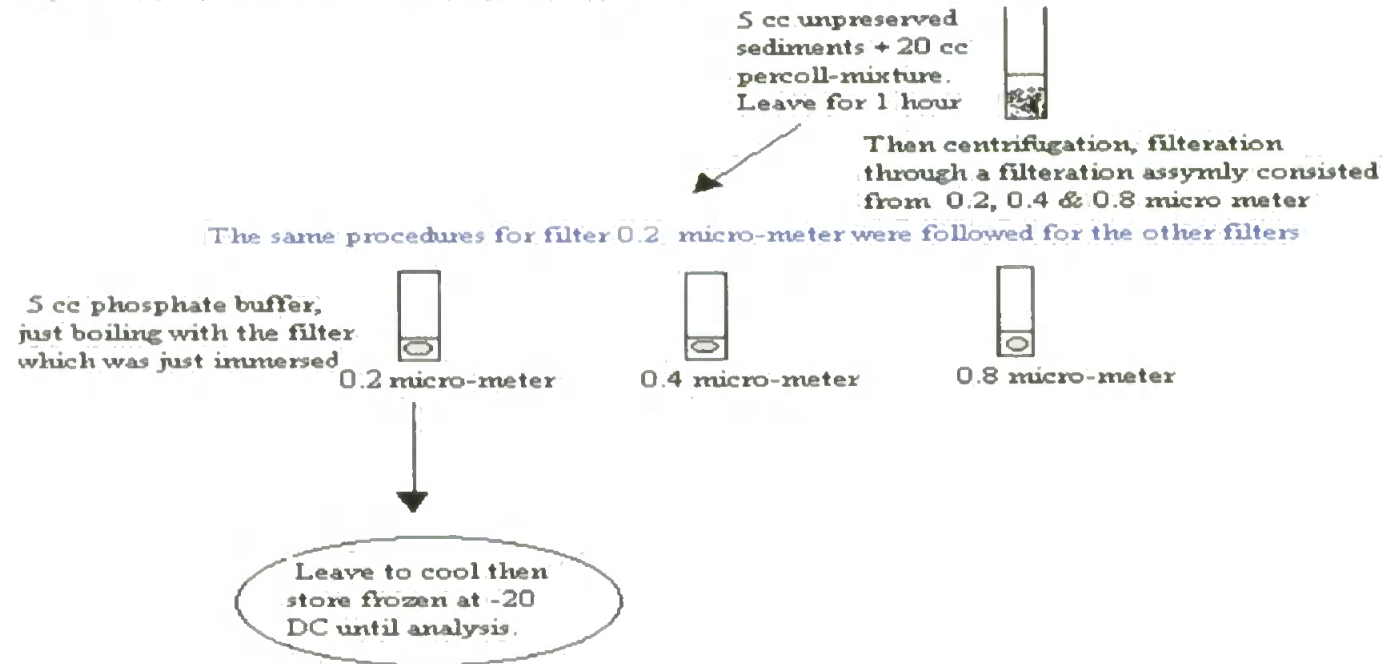 5 cc unpreserved
sediments + 20 cc
percoll-mixture.
Leave for 1 hour
Then centrifugation, filteration
through a filteration assymly consisted
from 0.2, 0.4 & 0.8 micro meter
The same procedures for filter 0.2 micro-meter were followed for the other filters
5 cc phosphate buffer,
just boiling with the filter
which was just immersed
0.2 micro-meter
0.4 micro-meter
0.8 micro-meter
Leave to cool then
store frozen at -20
DC until analysis.